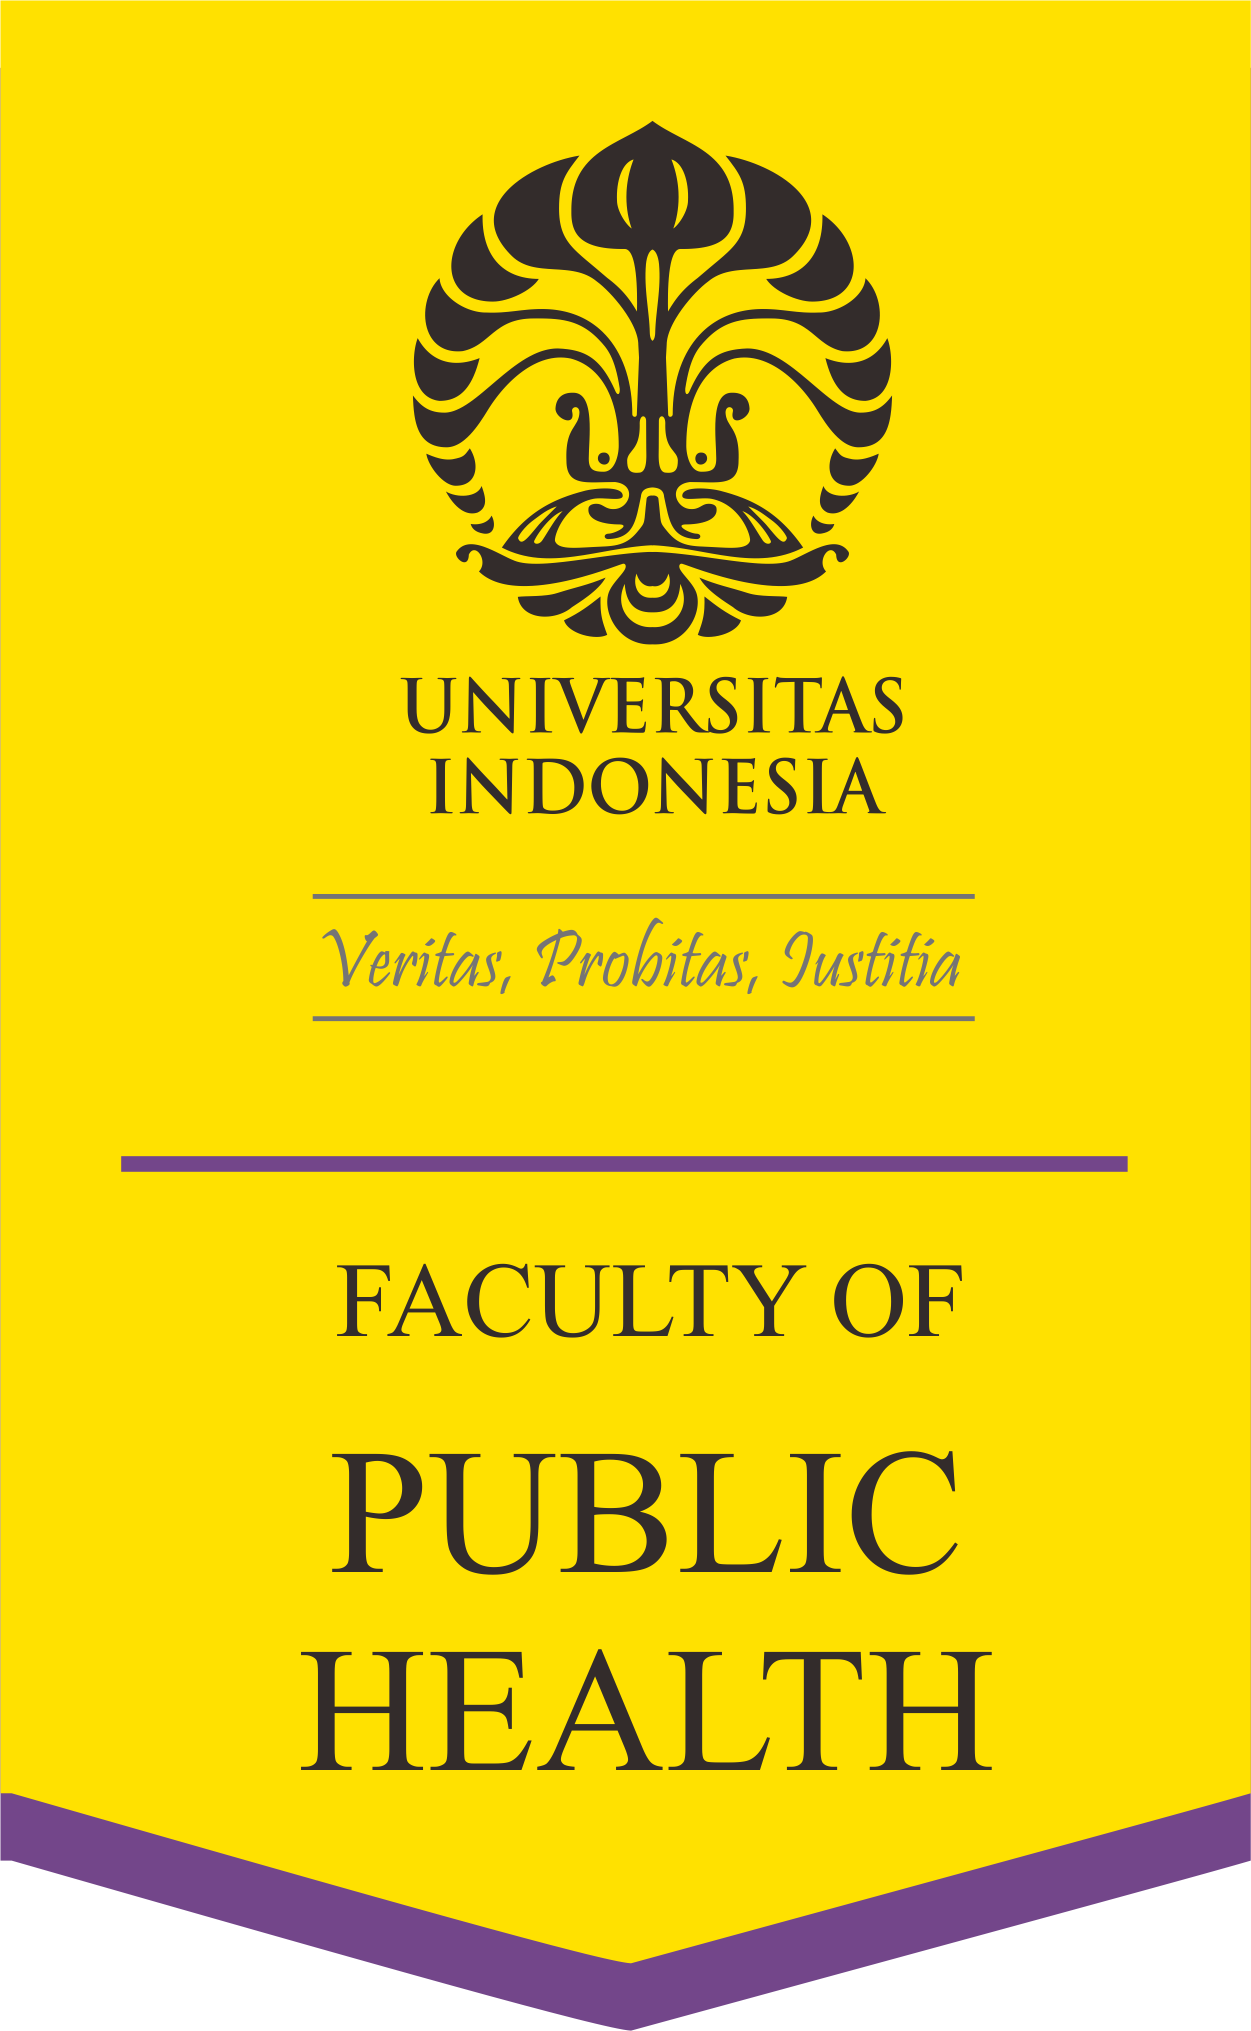 UNIVERSITAS
INDONESIA
Veritas, Probitas, Iustitia
FACULTY OF
PUBLIC
HEALTH